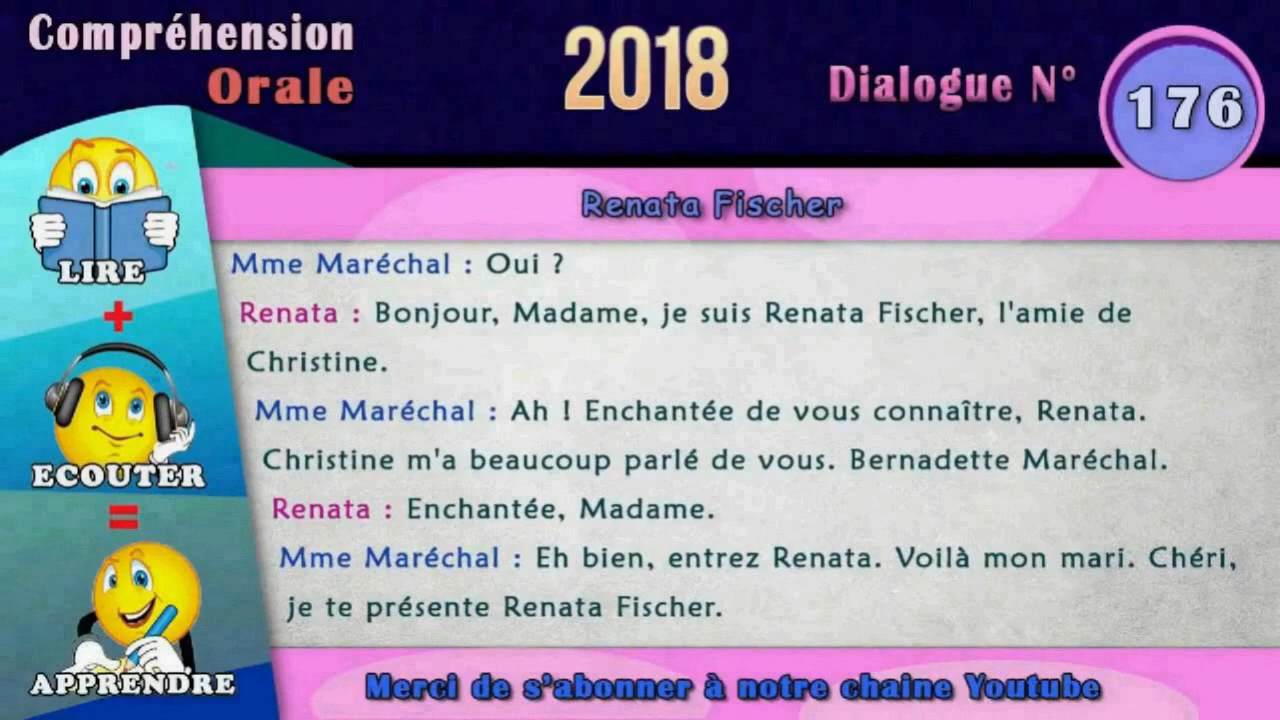 Compréhension
Orale
2018
Dialogue N°
176
Renata Fischer
LIRE
+
ECOUTER
=
APPRENDRE
Mme Maréchal : Oui ?
Renata : Bonjour, Madame, je suis Renata Fischer, l'amie de
Christine.
Mme Maréchal : Ah ! Enchantée de vous connaître, Renata.
Christine m'a beaucoup parlé de vous. Bernadette Maréchal.
Renata : Enchantée, Madame.
Mme Maréchal : Eh bien, entrez Renata. Voilà mon mari. Chéri,
je te présente Renata Fischer.
Merci de s'abonner à notre chaine Youtube